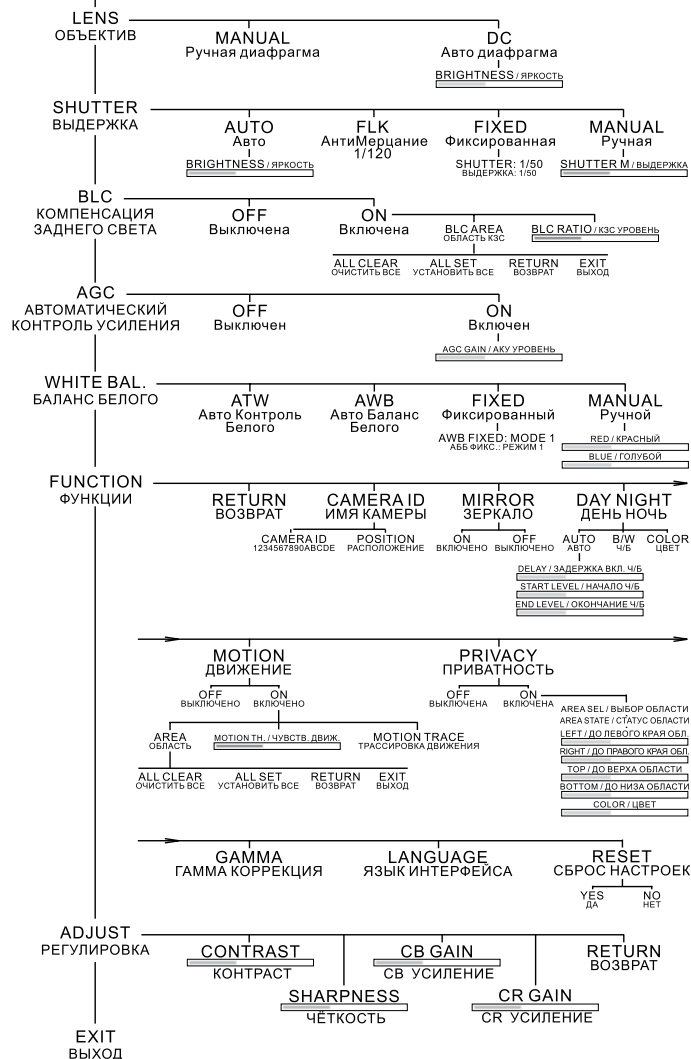 LENS
ОБЪЕКТИВ
MANUAL
Ручная диафрагма
DC
Авто диафрагма
BRIGHTNESS / ЯРКОСТЬ
SHUTTER
ВЫДЕРЖКА
AUTO
Авто
BRIGHTNESS / ЯРКОСТЬ
FLK
АнтиМерцание
1/120
FIXED
Фиксированная
SHUTTER: 1/50
ВЫДЕРЖКА: 1/50
MANUAL
Ручная
SHUTTER M / ВЫДЕРЖКА
BLC
КОМПЕНСАЦИЯ
ЗАДНЕГО СВЕТА
OFF
Выключена
ON
Включена
BLC AREA
ОБЛАСТЬ КЗС
BLC RATIO / КЗС УРОВЕНЬ
ALL CLEAR
ОЧИСТИТЬ ВСЕ
ALL SET
УСТАНОВИТЬ ВСЕ
RETURN
ВОЗВРАТ
EXIT
ВЫХОД
AGC
АВТОМАТИЧЕСКИЙ
КОНТРОЛЬ УСИЛЕНИЯ
OFF
Выключен
ON
Включен
AGC GAIN / АКУ УРОВЕНЬ
WHITE BAL.
БАЛАНС БЕЛОГО
ATW
Авто Контроль
Белого
AWB
Авто Баланс
Белого
FIXED
Фиксированный
AWB FIXED: MODE 1
АББ ФИКС.: РЕЖИМ 1
MANUAL
Ручной
RED / КРАСНЫЙ
BLUE / ГОЛУБОЙ
FUNCTION
ФУНКЦИИ
RETURN
ВОЗВРАТ
CAMERA ID
ИМЯ КАМЕРЫ
CAMERA ID
1234567890ABCDE
POSITION
РАСПОЛОЖЕНИЕ
MIRROR
ЗЕРКАЛО
ON
ВКЛЮЧЕНО
OFF
ВЫКЛЮЧЕНО
DAY NIGHT
ДЕНЬ НОЧЬ
AUTO
АВТО
B/W
Ч/Б
COLOR
ЦВЕТ
DELAY / ЗАДЕРЖКА ВКЛ. Ч/Б
START LEVEL / НАЧАЛО Ч/Б
END LEVEL / ОКОНЧАНИЕ Ч/Б
MOTION
ДВИЖЕНИЕ
OFF
ВЫКЛЮЧЕНО
ON
ВКЛЮЧЕНО
AREA
ОБЛАСТЬ
MOTION TH. / ЧУВСТВ. ДВИЖ.
MOTION TRACE
ТРАССИРОВКА ДВИЖЕНИЯ
ALL CLEAR
ОЧИСТИТЬ ВСЕ
ALL SET
УСТАНОВИТЬ ВСЕ
RETURN
ВОЗВРАТ
EXIT
ВЫХОД
PRIVACY
ПРИВАТНОСТЬ
OFF
ВЫКЛЮЧЕНА
ON
ВКЛЮЧЕНА
AREA SEL / ВЫБОР ОБЛАСТИ
AREA STATE / СТАТУС ОБЛАСТИ
LEFT / ДО ЛЕВОГО КРАЯ ОБЛ.
RIGHT / ДО ПРАВОГО КРАЯ ОБЛ.
TOP / ДО ВЕРХА ОБЛАСТИ
BOTTOM / ДО НИЗА ОБЛАСТИ
COLOR / ЦВЕТ
GAMMA
ГАММА КОРРЕКЦИЯ
LANGUAGE
ЯЗЫК ИНТЕРФЕЙСА
RESET
СБРОС НАСТРОЕК
YES
ДА
NO
НЕТ
ADJUST
РЕГУЛИРОВКА
CONTRAST
КОНТРАСТ
CB GAIN
CB УСИЛЕНИЕ
RETURN
ВОЗВРАТ
SHARPNESS
ЧЁТКОСТЬ
CR GAIN
CR УСИЛЕНИЕ
EXIT
ВЫХОД